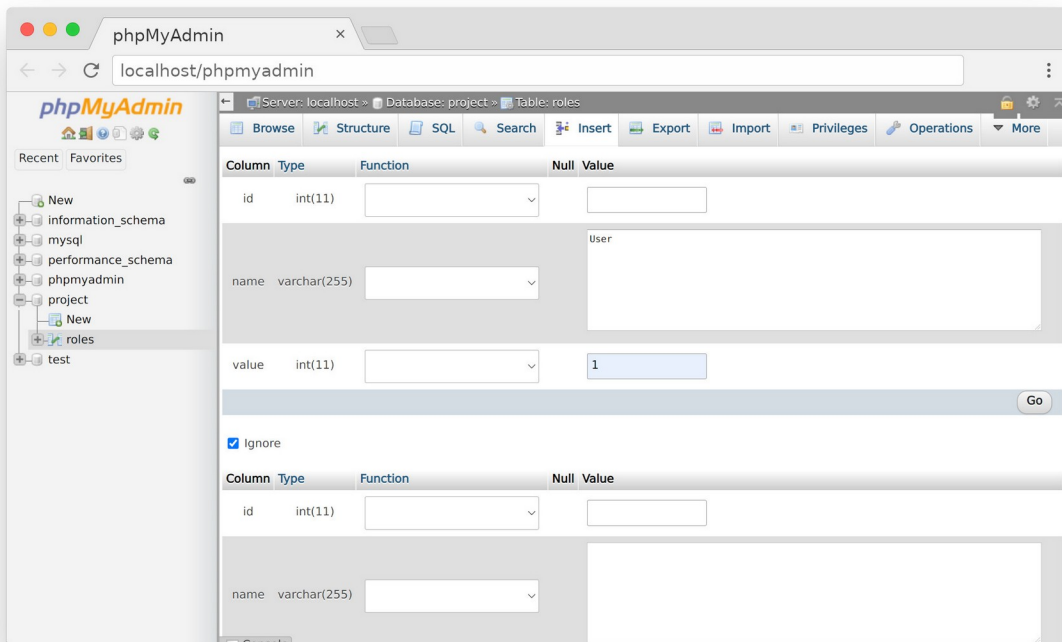 phpMyAdmin
localhost/phpmyadmin
phpMyAdmin
Recent Favorites
New
information_schema
mysql
performance_schema
phpmyadmin
project
New
roles
test
Server: localhost » Database: project » Table: roles
Browse Structure SQL Search Insert Export Import Privileges Operations More
Column Type Function Null Value
id int(11)
User
name varchar(255)
value int(11) 1
Go
Ignore
Column Type Function Null Value
id int(11)
name varchar(255)